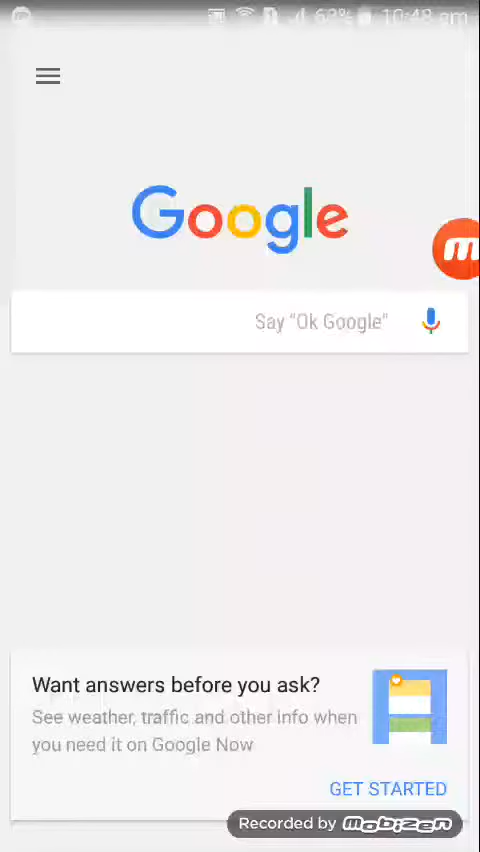 68% 10:48 am
Google
Say "Ok Google"
Want answers before you ask?
See weather, traffic and other info when
you need it on Google Now
GET STARTED
Recorded by mobizen